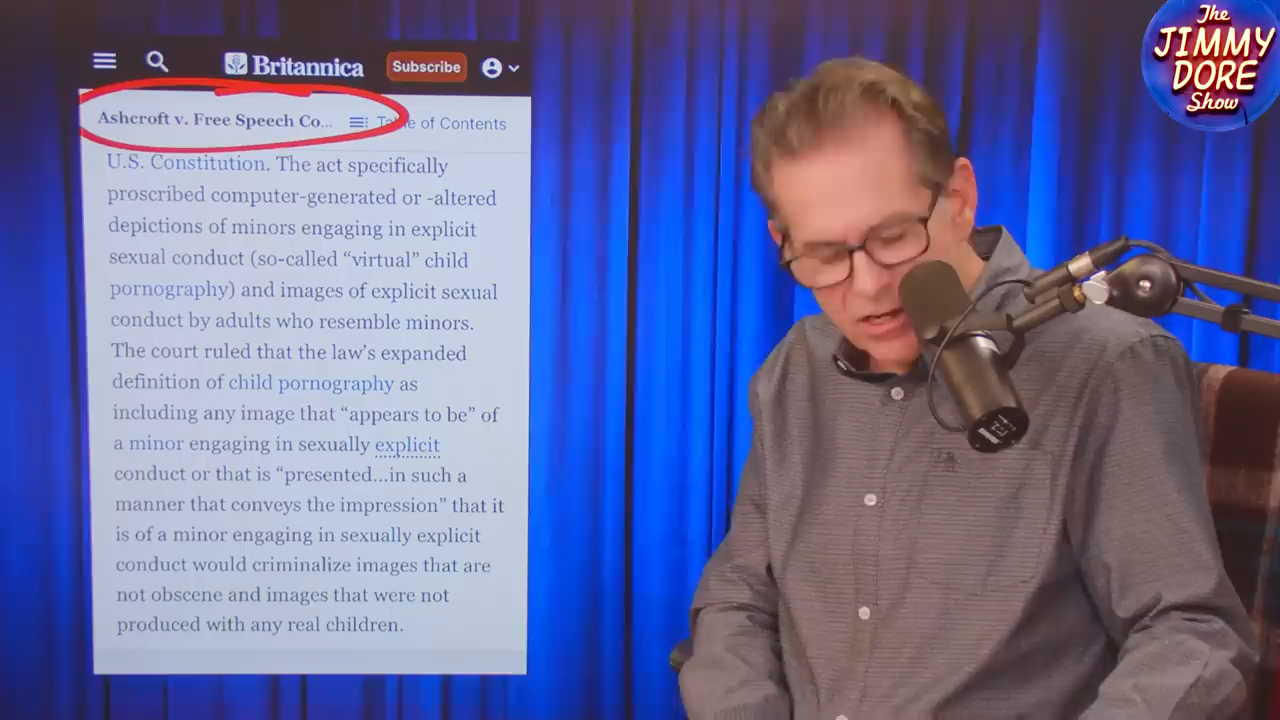 Britannica
Subscribe
Ashcroft v. Free Speech Co...
Table of Contents
U.S. Constitution. The act specifically
proscribed computer-generated or -altered
depictions of minors engaging in explicit
sexual conduct (so-called “virtual” child
pornography) and images of explicit sexual
conduct by adults who resemble minors.
The court ruled that the law’s expanded
definition of child pornography as
including any image that “appears to be” of
a minor engaging in sexually explicit
conduct or that is “presented...in such a
manner that conveys the impression” that it
is of a minor engaging in sexually explicit
conduct would criminalize images that are
not obscene and images that were not
produced with any real children.
The
JIMMY
DORE
Show